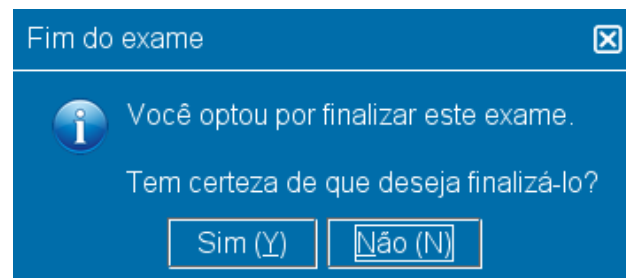 Fim do exame
Você optou por finalizar este exame.
Tem certeza de que deseja finalizá-lo?
Sim (Y) Não (N)